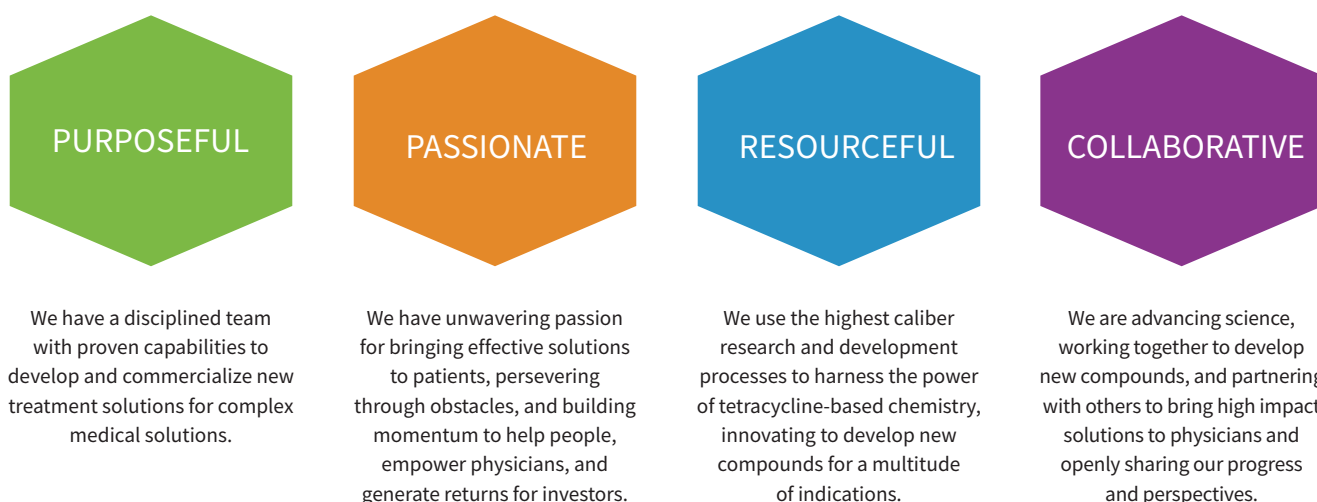 PURPOSEFUL
We have a disciplined team
with proven capabilities to
develop and commercialize new
treatment solutions for complex
medical solutions.
PASSIONATE
We have unwavering passion
for bringing effective solutions
to patients, persevering
through obstacles, and building
momentum to help people,
empower physicians, and
generate returns for investors.
RESOURCEFUL
We use the highest caliber
research and development
processes to harness the power
of tetracycline-based chemistry,
innovating to develop new
compounds for a multitude
of indications.
COLLABORATIVE
We are advancing science,
working together to develop
new compounds, and partnering
with others to bring high impact
solutions to physicians and
openly sharing our progress
and perspectives.